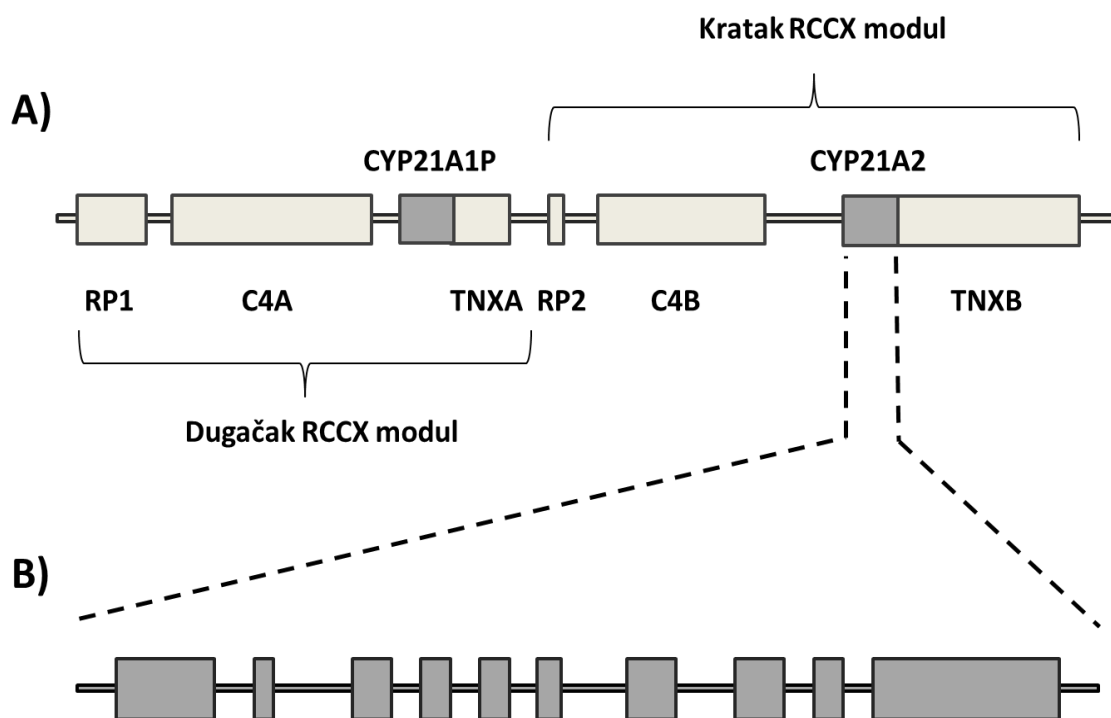 Kratak RCCX modul
A)
CYP21A1P CYP21A2
RP1 C4A TNXA RP2 C4B TNXB
Dugačak RCCX modul
B)